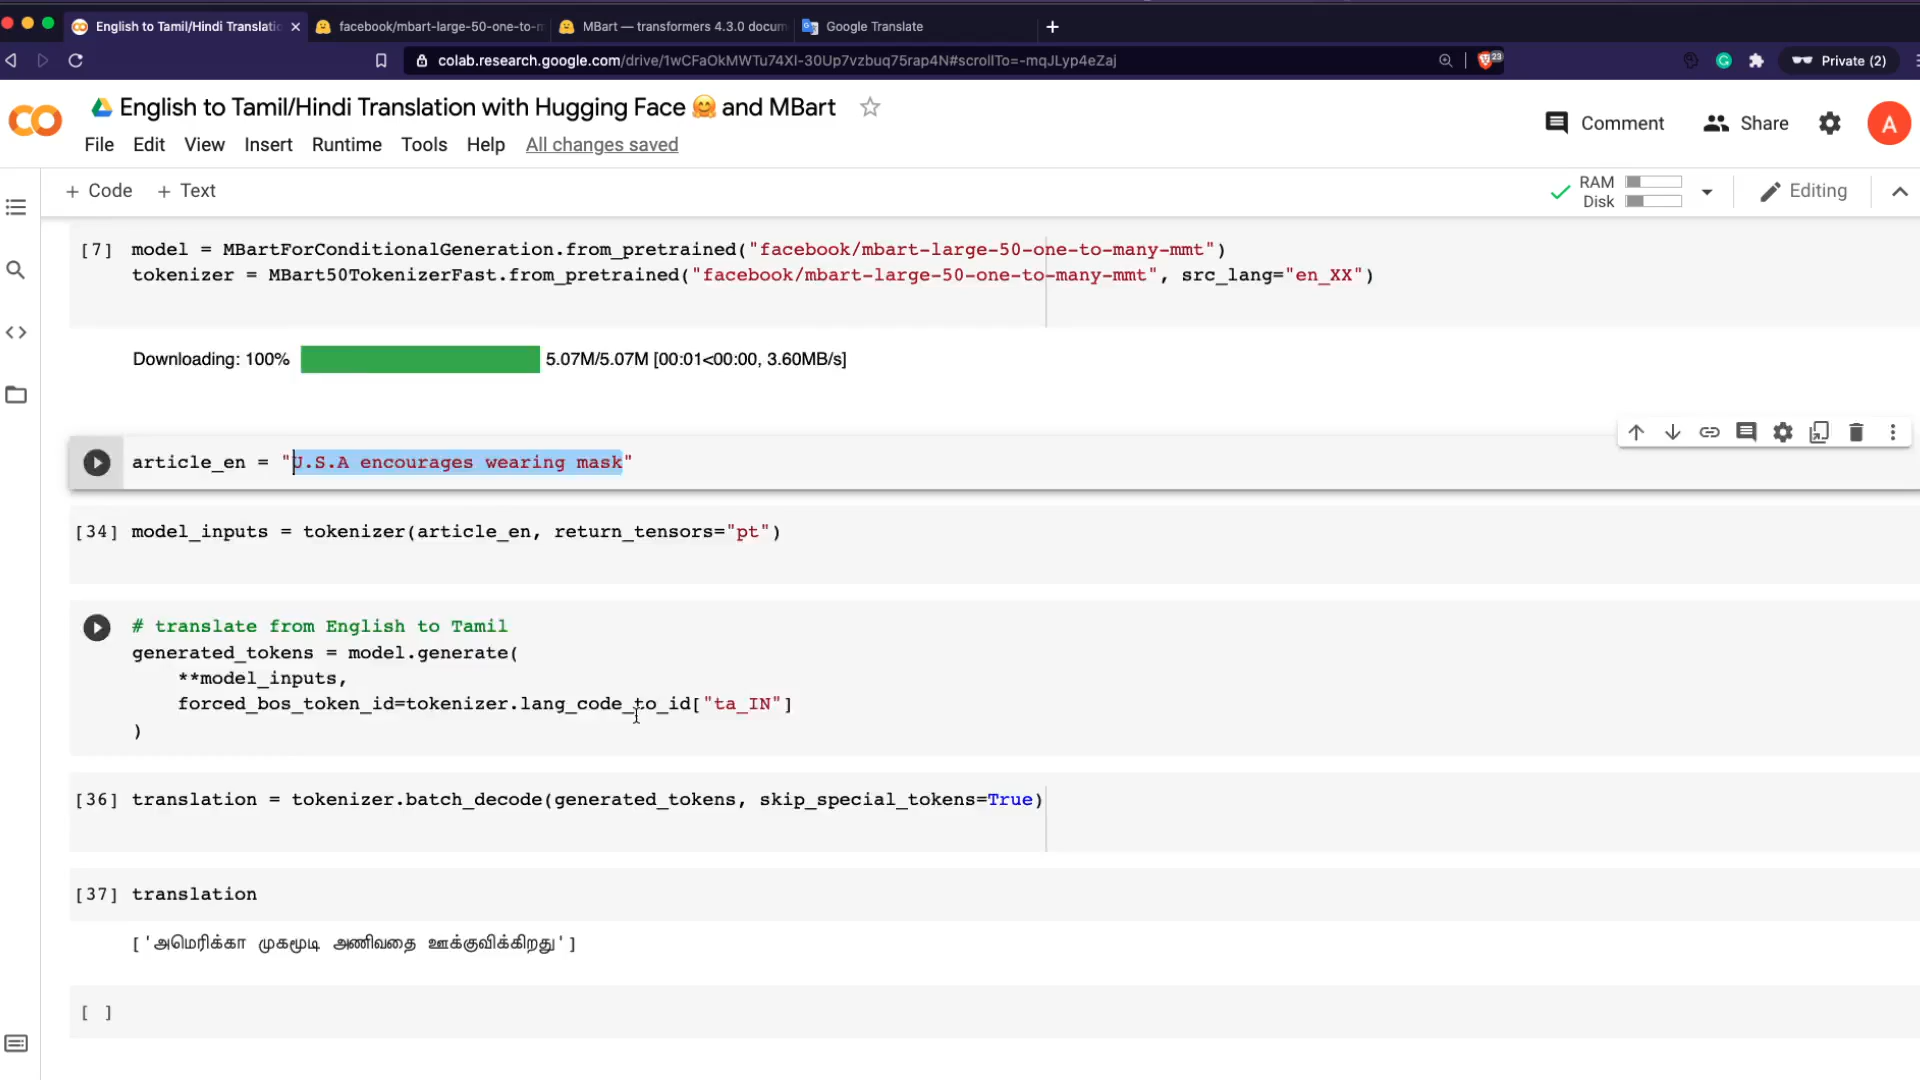 English to Tamil/Hindi Translatio
facebook/mbart-large-50-one-to-m
MBart — transformers 4.3.0 docum
Google Translate
colab.research.google.com/drive/1wCFaOkMWTu74XI-30Up7vzbuq75rap4N#scrollTo=-mqJLyp4eZaj
23
Private (2)
English to Tamil/Hindi Translation with Hugging Face 🤗 and MBart
Comment
Share
A
File Edit View Insert Runtime Tools Help All changes saved
+ Code + Text
RAM
Disk
Editing
[7] model = MBartForConditionalGeneration.from_pretrained("facebook/mbart-large-50-one-to-many-mmt")
tokenizer = MBart50TokenizerFast.from_pretrained("facebook/mbart-large-50-one-to-many-mmt", src_lang="en_XX")
Downloading: 100% 5.07M/5.07M [00:01<00:00, 3.60MB/s]
article_en = "U.S.A encourages wearing mask"
[34] model_inputs = tokenizer(article_en, return_tensors="pt")
# translate from English to Tamil
generated_tokens = model.generate(
**model_inputs,
forced_bos_token_id=tokenizer.lang_code_to_id["ta_IN"]
)
[36] translation = tokenizer.batch_decode(generated_tokens, skip_special_tokens=True)
[37] translation
['அமெரிக்கா முகமூடி அணிவதை ஊக்குவிக்கிறது']
[ ]